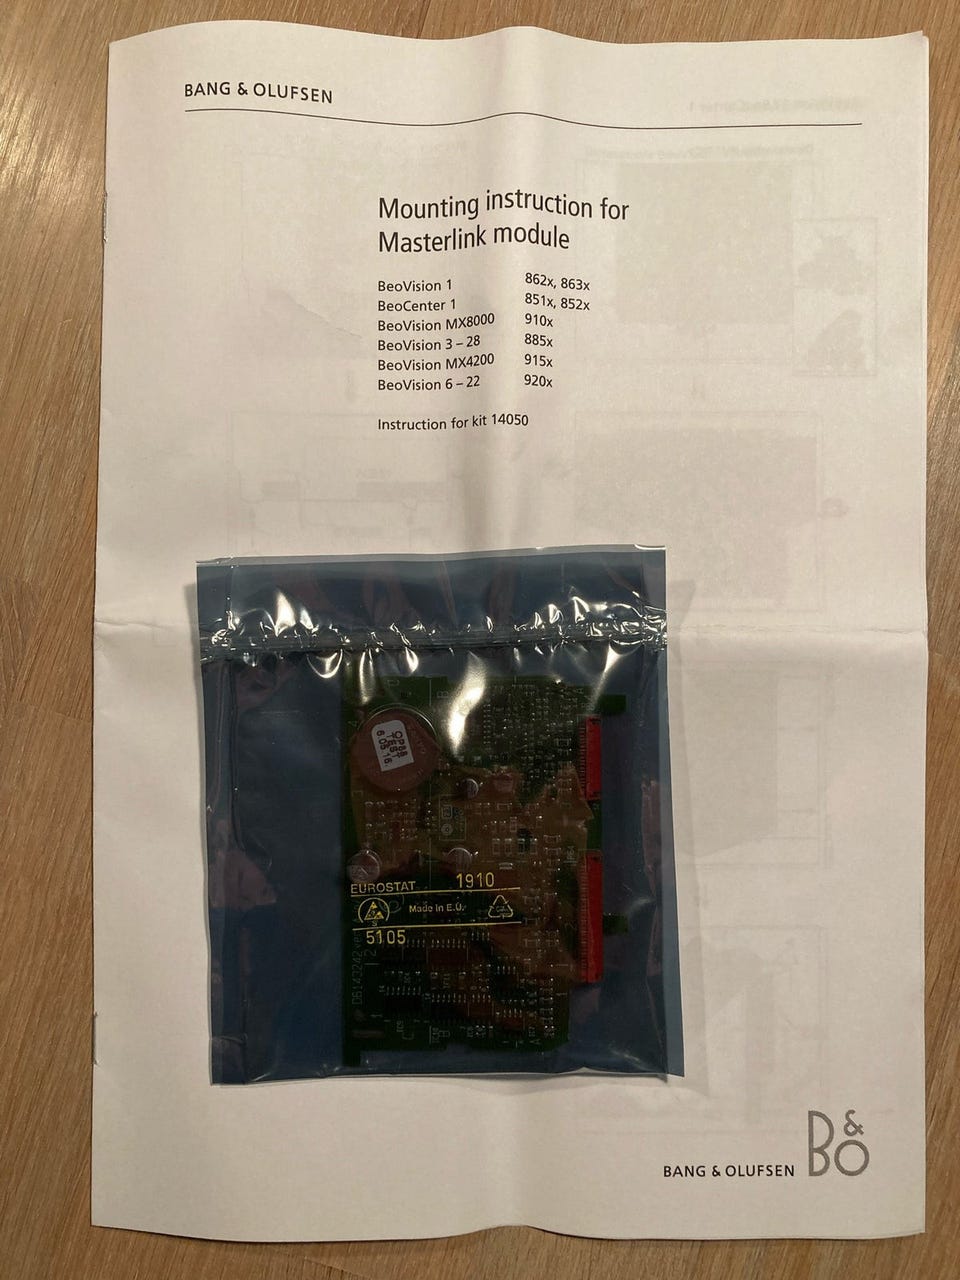 BANG & OLUFSEN
Mounting instruction for
Masterlink module
BeoVision 1 862x, 863x
BeoCenter 1 851x, 852x
BeoVision MX8000 910x
BeoVision 3 – 28 885x
BeoVision MX4200 915x
BeoVision 6 – 22 920x
Instruction for kit 14050
EUROSTAT 1910
Made in E.U.
5105
BANG & OLUFSEN B&O